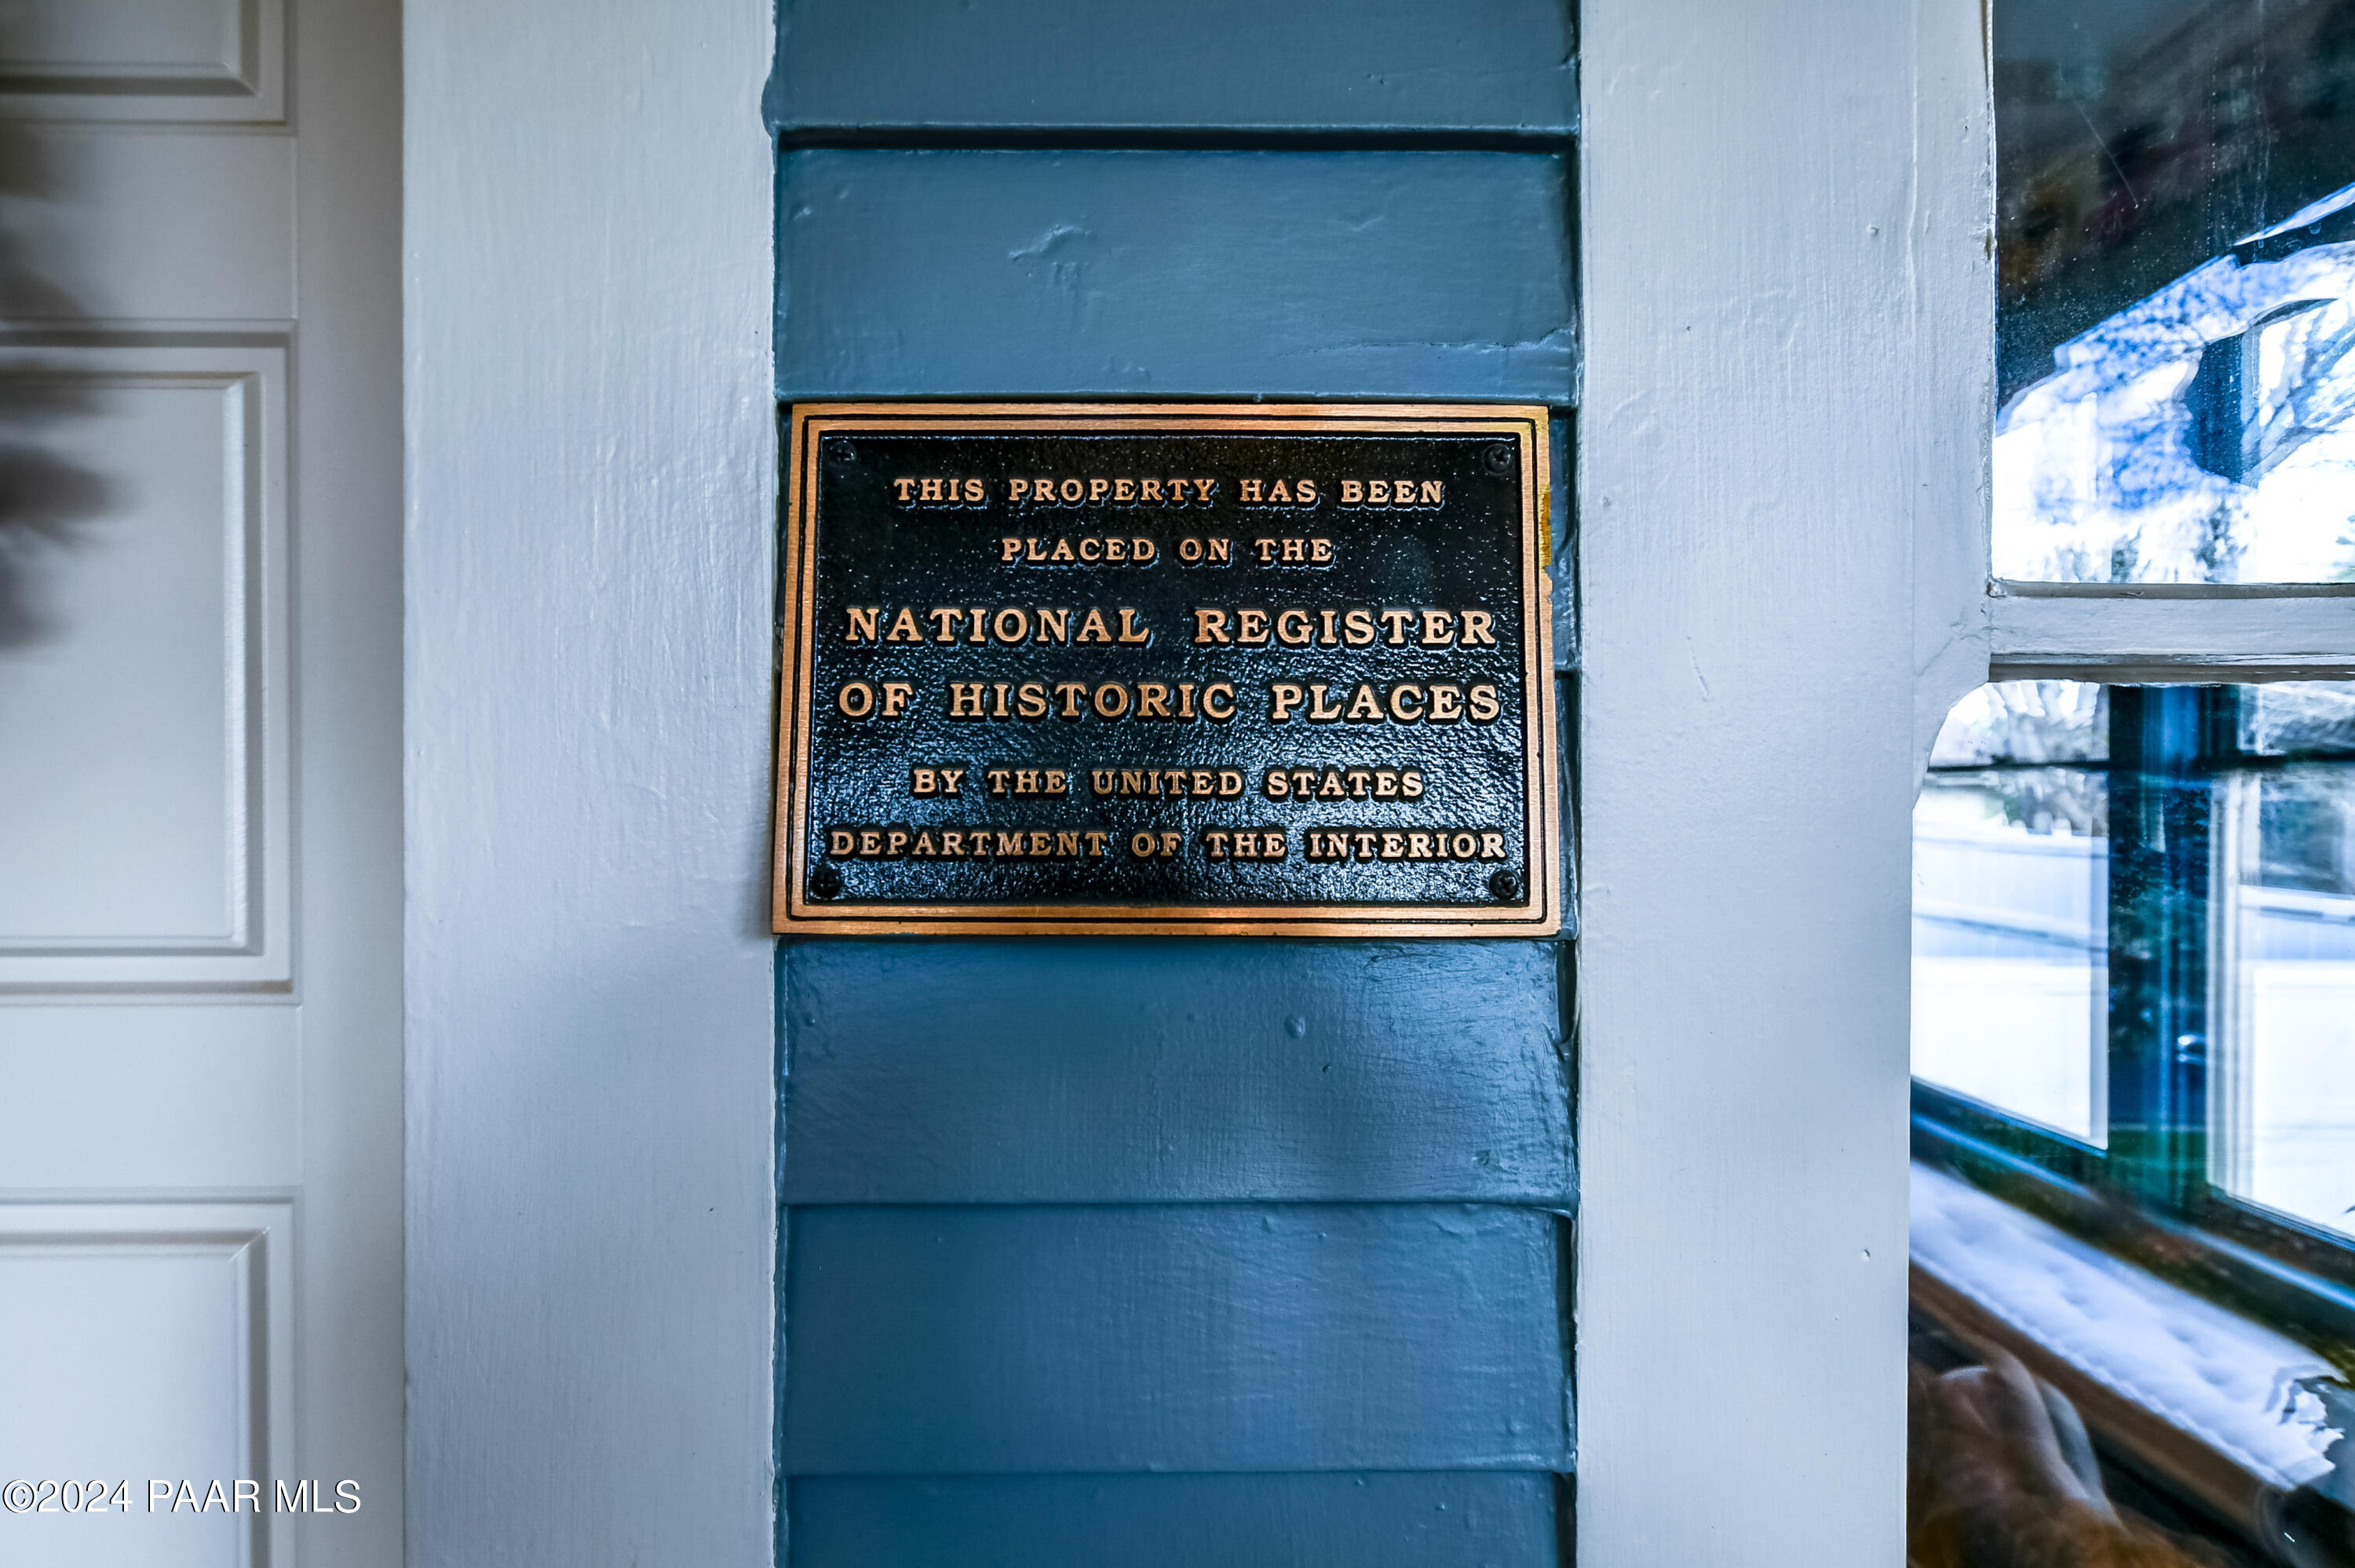 THIS PROPERTY HAS BEEN
PLACED ON THE
NATIONAL REGISTER
OF HISTORIC PLACES
BY THE UNITED STATES
DEPARTMENT OF THE INTERIOR
©2024 PAAR MLS